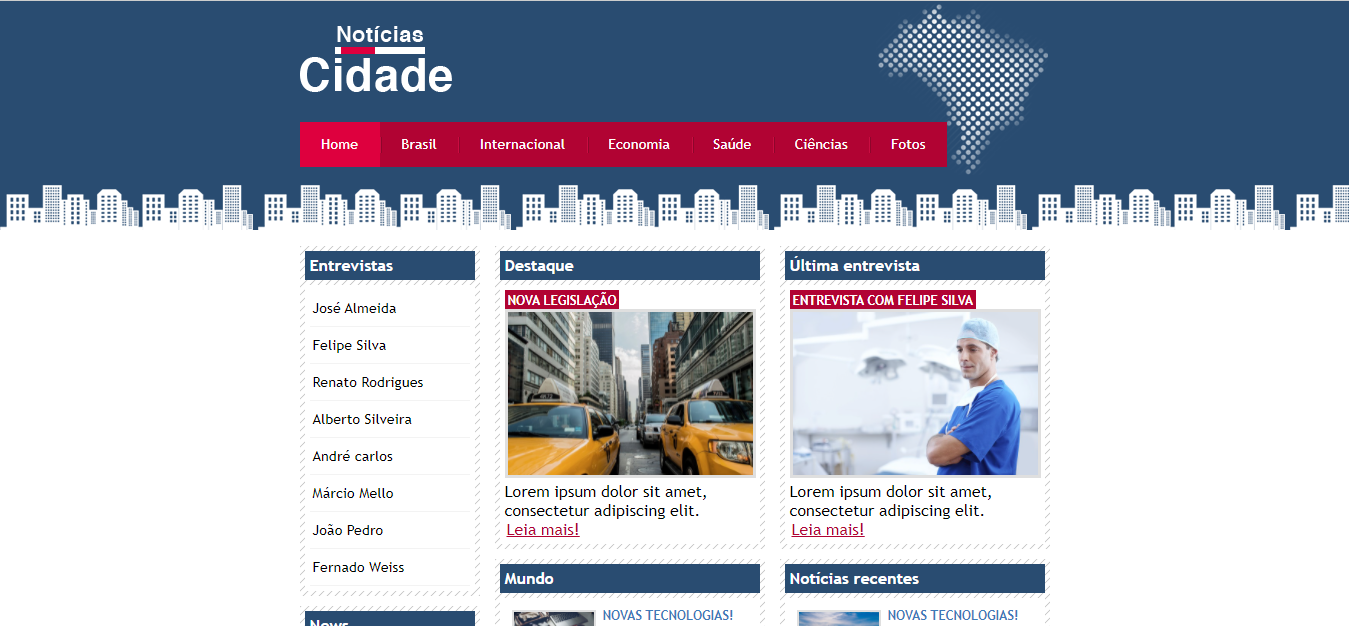 Notícias
Cidade
Home Brasil Internacional Economia Saúde Ciências Fotos
Entrevistas
José Almeida
Felipe Silva
Renato Rodrigues
Alberto Silveira
André carlos
Márcio Mello
João Pedro
Fernado Weiss
News
Destaque
NOVA LEGISLAÇÃO
Lorem ipsum dolor sit amet,
consectetur adipiscing elit.
Leia mais!
Mundo
NOVAS TECNOLOGIAS!
Última entrevista
ENTREVISTA COM FELIPE SILVA
Lorem ipsum dolor sit amet,
consectetur adipiscing elit.
Leia mais!
Notícias recentes
NOVAS TECNOLOGIAS!